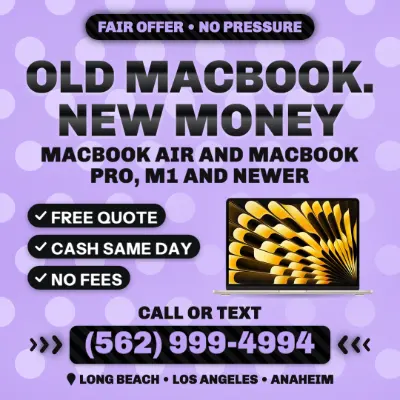 FAIR OFFER • NO PRESSURE
OLD MACBOOK.
NEW MONEY
MACBOOK AIR AND MACBOOK
PRO, M1 AND NEWER
FREE QUOTE
CASH SAME DAY
NO FEES
CALL OR TEXT
(562) 999-4994
LONG BEACH • LOS ANGELES • ANAHEIM